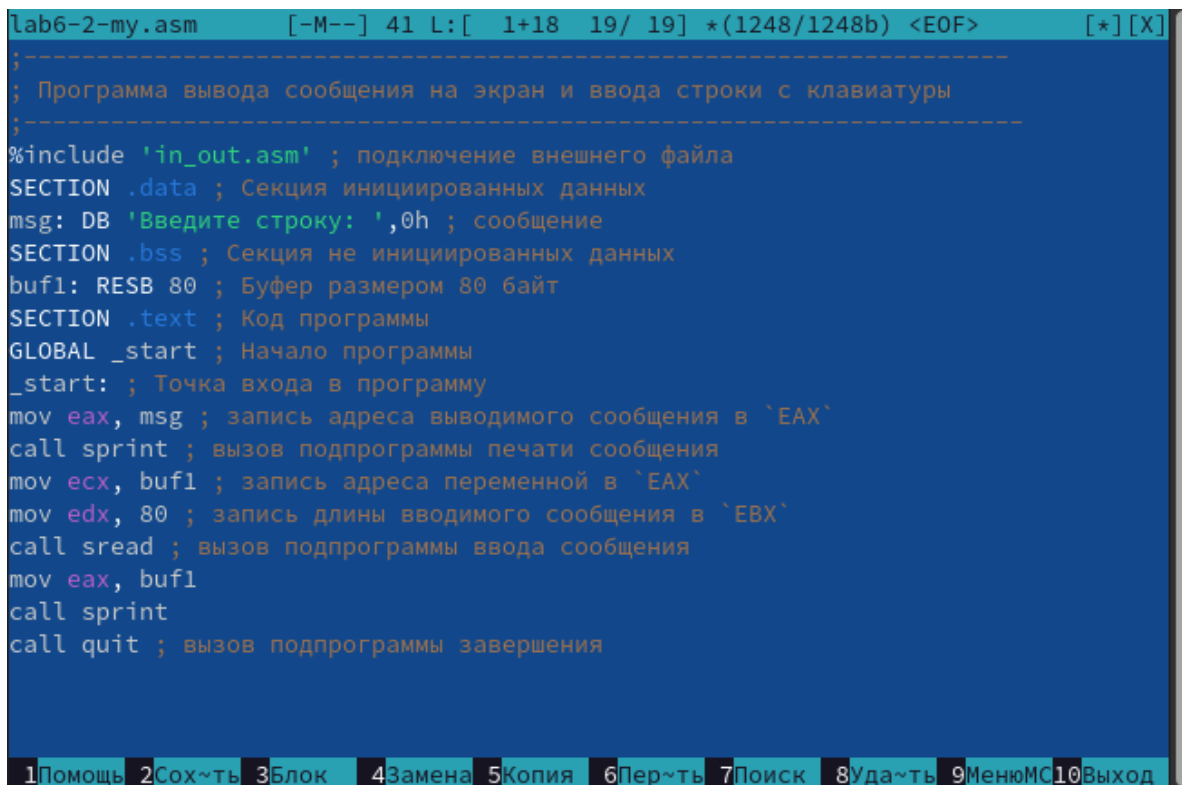 lab6-2-my.asm [-M--] 41 L:[ 1+18 19/ 19] *(1248/1248b) <EOF> [*][X]
;--------------------------------------------------------------------
; Программа вывода сообщения на экран и ввода строки с клавиатуры
;---------------------------------------------------------------------
%include 'in_out.asm' ; подключение внешнего файла
SECTION .data ; Секция инициированных данных
msg: DB 'Введите строку: ',0h ; сообщение
SECTION .bss ; Секция не инициированных данных
buf1: RESB 80 ; Буфер размером 80 байт
SECTION .text ; Код программы
GLOBAL _start ; Начало программы
_start: ; Точка входа в программу
mov eax, msg ; запись адреса выводимого сообщения в `EAX`
call sprint ; вызов подпрограммы печати сообщения
mov ecx, buf1 ; запись адреса переменной в `EAX`
mov edx, 80 ; запись длины вводимого сообщения в `EBX`
call sread ; вызов подпрограммы ввода сообщения
mov eax, buf1
call sprint
call quit ; вызов подпрограммы завершения
1Помощь 2Сох~ть 3Блок 4Замена 5Копия 6Пер~ть 7Поиск 8Уда~ть 9МенюМС 10Выход